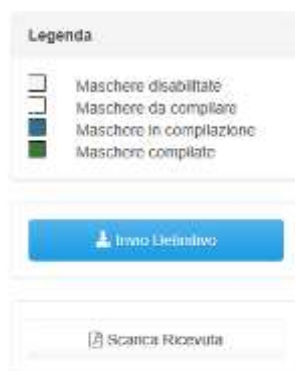 Legenda
Maschere disabilitate
Maschere da compilare
Maschere in compilazione
Maschere compilate
Invio Definitivo
Scarica Ricevuta